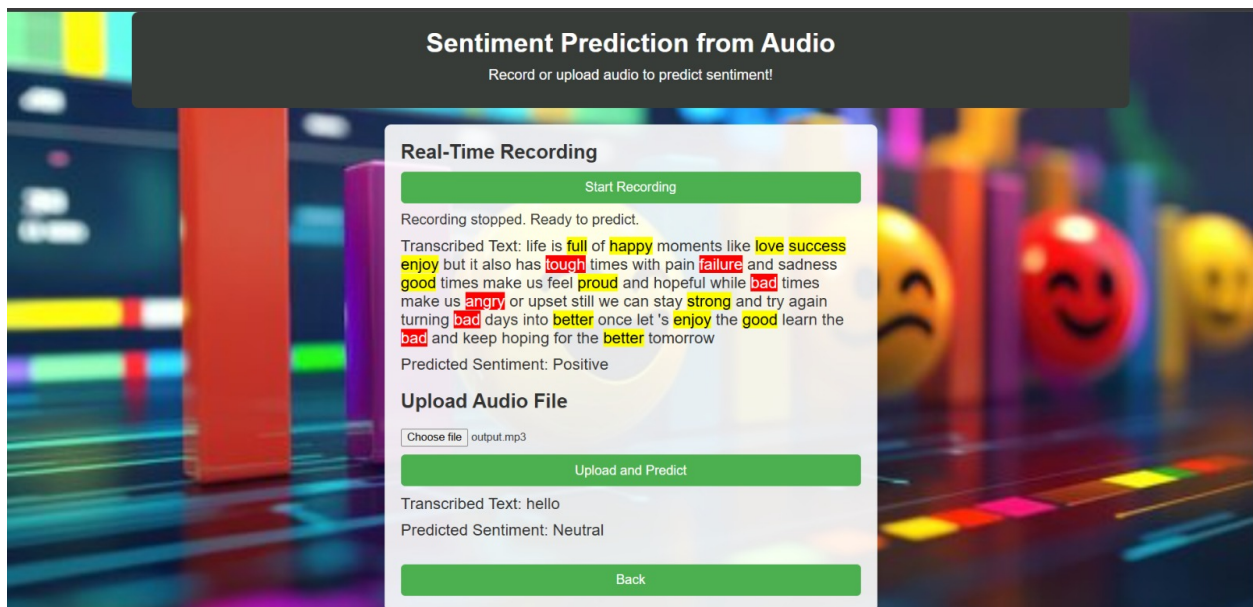 Sentiment Prediction from Audio
Record or upload audio to predict sentiment!
Real-Time Recording
Start Recording
Recording stopped. Ready to predict.
Transcribed Text: life is full of happy moments like love success
enjoy but it also has tough times with pain failure and sadness
good times make us feel proud and hopeful while bad times
make us angry or upset still we can stay strong and try again
turning bad days into better once let 's enjoy the good learn the
bad and keep hoping for the better tomorrow
Predicted Sentiment: Positive
Upload Audio File
Choose file output.mp3
Upload and Predict
Transcribed Text: hello
Predicted Sentiment: Neutral
Back